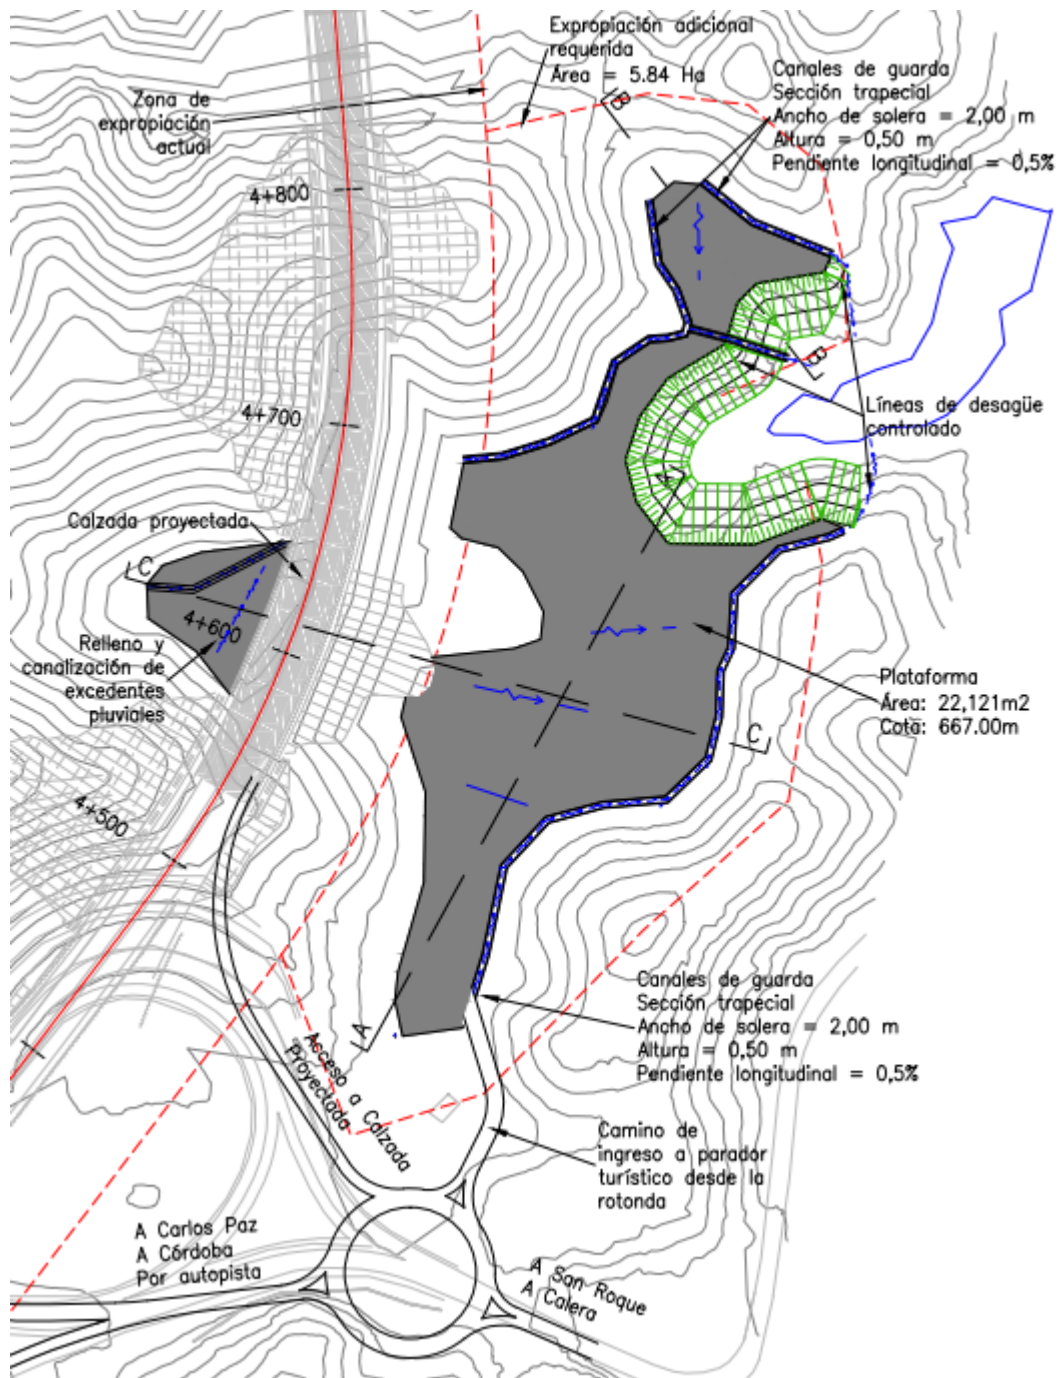 Expropiación adicional
requerida
Área = 5.84 Ha
Canales de guarda
Sección trapecial
Ancho de solera = 2,00 m
Altura = 0,50 m
Pendiente longitudinal = 0,5%
Zona de
expropiación
actual
B
4+800
B
4+700
Líneas de desagüe
controlado
A
Calzada proyectada
C
4+600
Relleno y
canalización de
excedentes
pluviales
Plataforma
Área: 22,121m2
Cota: 667.00m
C
4+500
Canales de guarda
Sección trapecial
Ancho de solera = 2,00 m
Altura = 0,50 m
Pendiente longitudinal = 0,5%
A
Acceso a Calzada
Proyectada
Camino de
ingreso a parador
turístico desde la
rotonda
A Carlos Paz
A Córdoba
Por autopista
A San Roque
A Calera